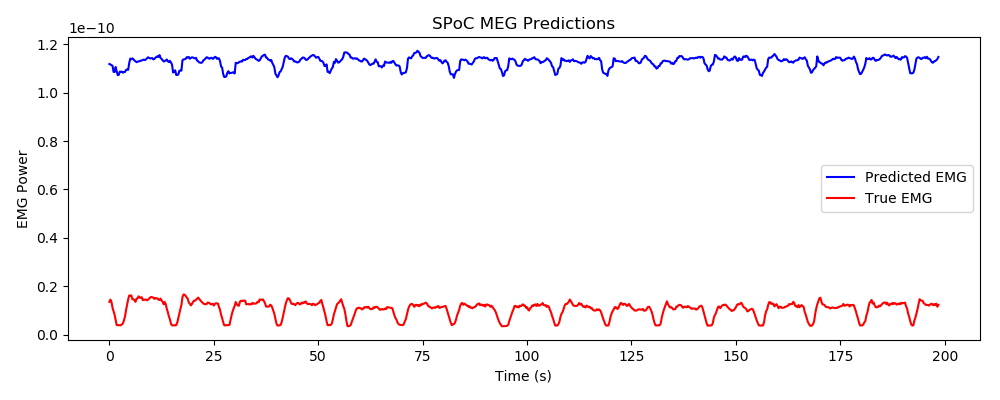 SPoC MEG Predictions
1e−10
1.2
1.0
0.8
0.6
0.4
0.2
0.0
EMG Power
Predicted EMG
True EMG
0 25 50 75 100 125 150 175 200
Time (s)